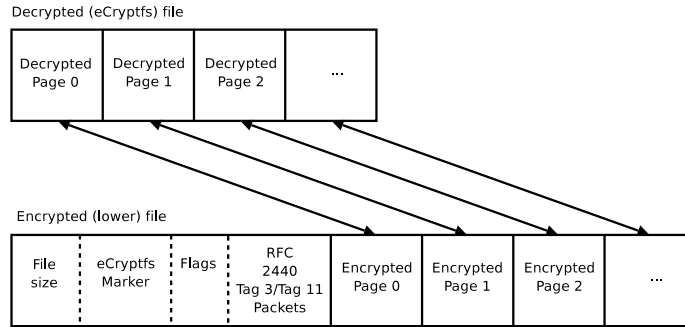 Decrypted (eCryptfs) file
Decrypted
Page 0
Decrypted
Page 1
Decrypted
Page 2
...
Encrypted (lower) file
File
size
eCryptfs
Marker
Flags
RFC
2440
Tag 3/Tag 11
Packets
Encrypted
Page 0
Encrypted
Page 1
Encrypted
Page 2
...